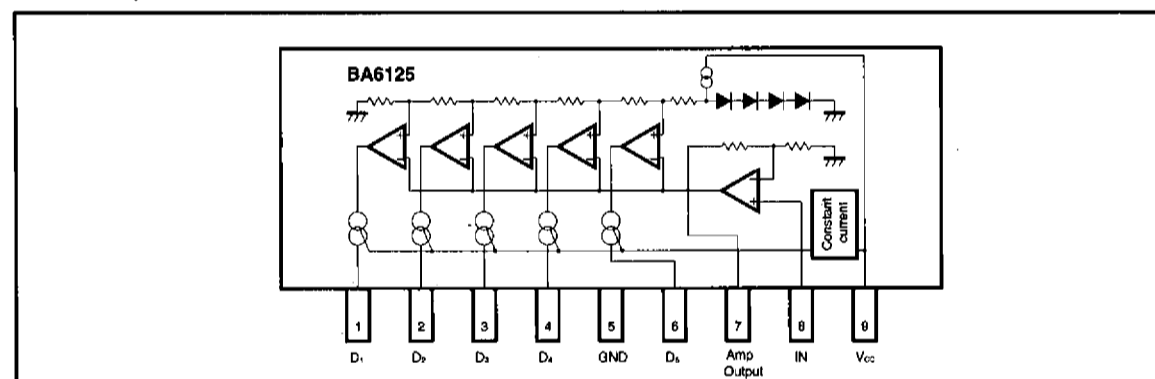 BA6125
Constant current
1 2 3 4 5 6 7 8 9
D₁ D₂ D₃ D₄ GND D₅ Amp Output IN Vcc